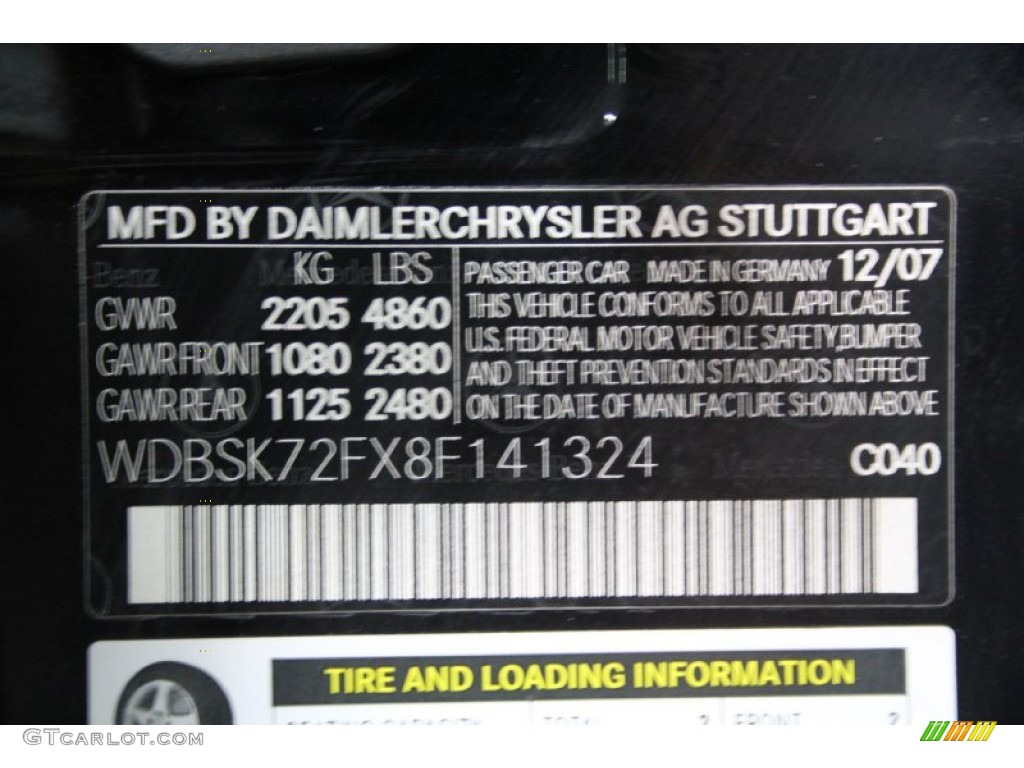 MFD BY DAIMLERCHRYSLER AG STUTTGART
KG LBS
GVWR 2205 4860
GAWR FRONT 1080 2380
GAWR REAR 1125 2480
PASSENGER CAR MADE IN GERMANY 12/07
THIS VEHICLE CONFORMS TO ALL APPLICABLE
U.S. FEDERAL MOTOR VEHICLE SAFETY, BUMPER
AND THEFT PREVENTION STANDARDS IN EFFECT
ON THE DATE OF MANUFACTURE SHOWN ABOVE
WDBSK72FX8F141324 C040
TIRE AND LOADING INFORMATION
GTCarLot.com